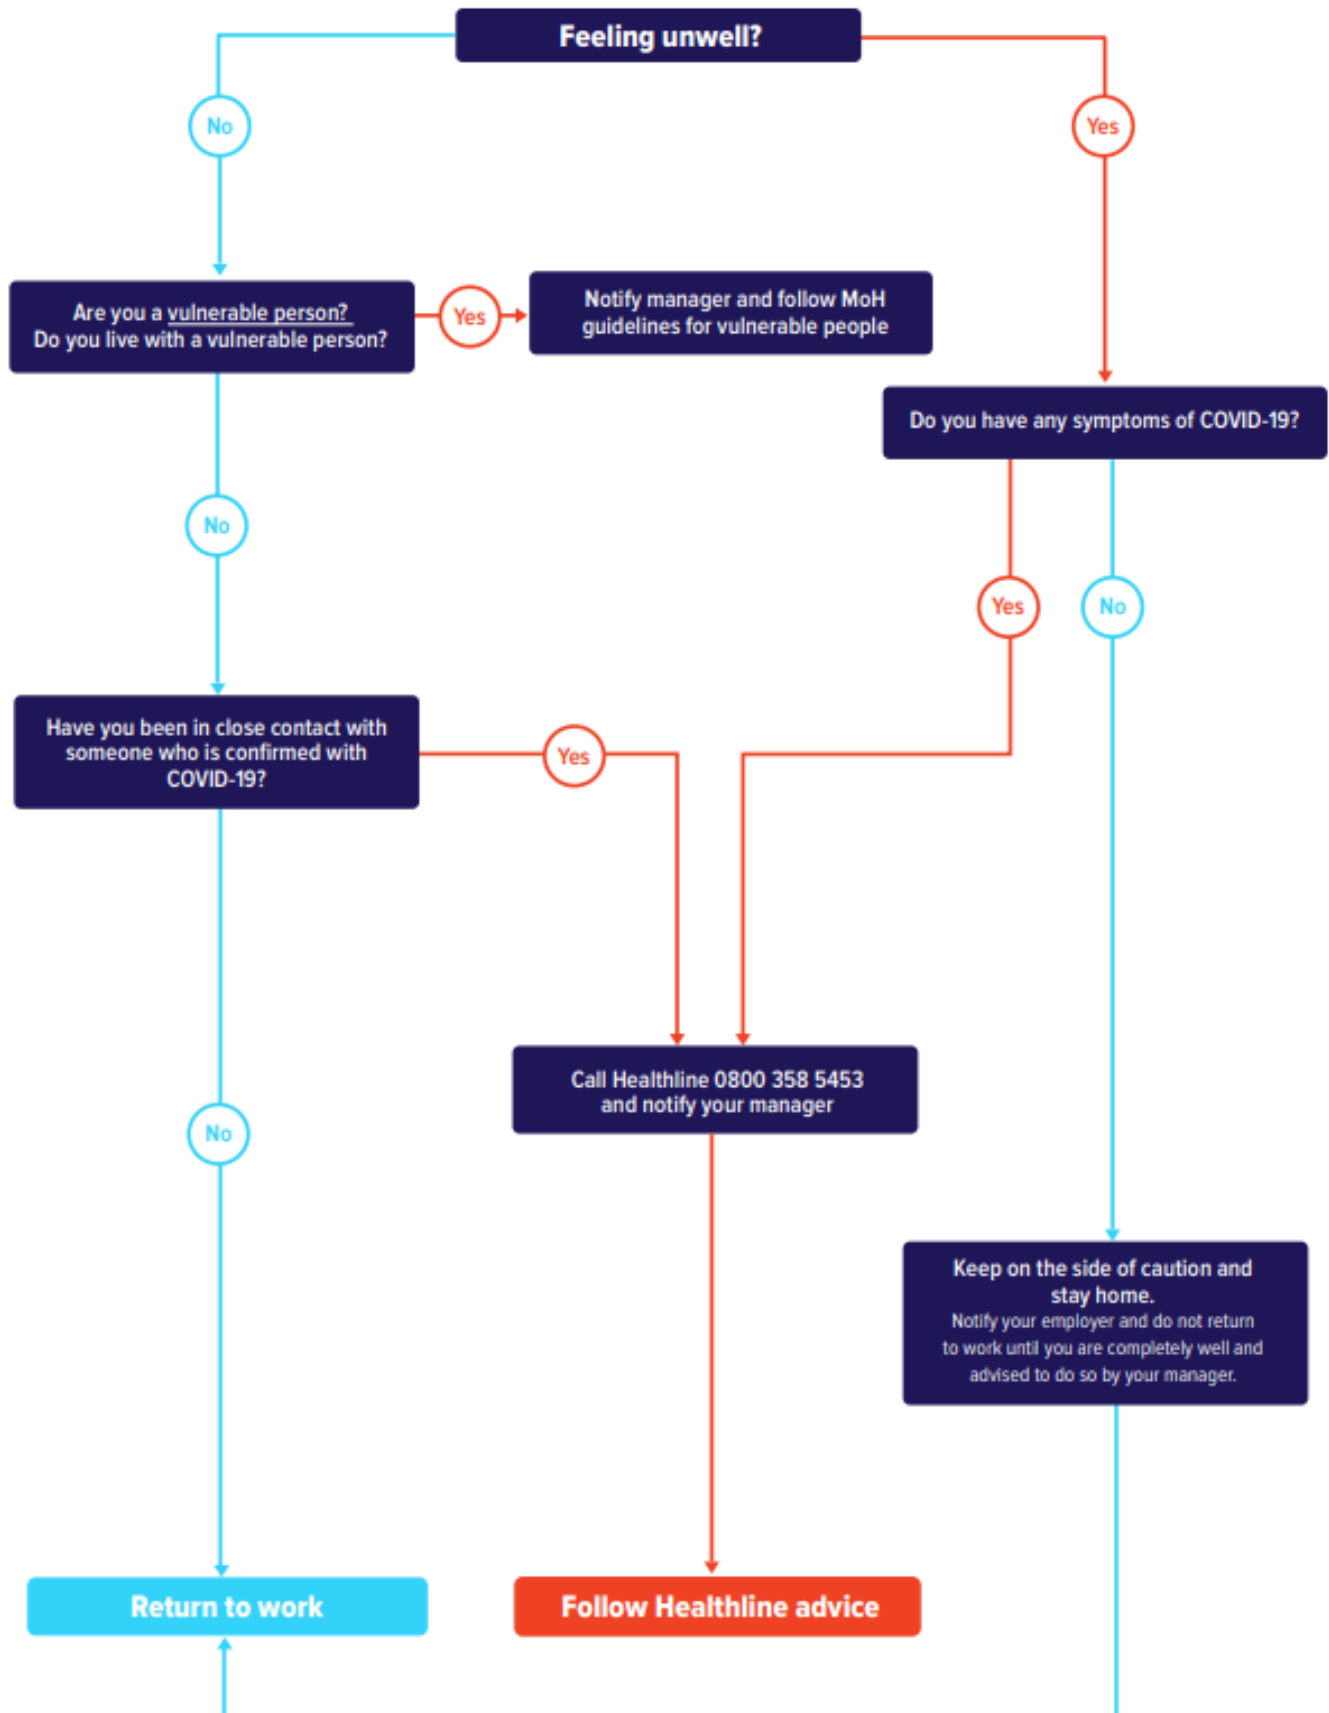 Feeling unwell?
No
Yes
Are you a vulnerable person?
Do you live with a vulnerable person?
Yes
Notify manager and follow MoH
guidelines for vulnerable people
Do you have any symptoms of COVID-19?
No
Yes
No
Have you been in close contact with
someone who is confirmed with
COVID-19?
Yes
Call Healthline 0800 358 5453
and notify your manager
No
Keep on the side of caution and
stay home.
Notify your employer and do not return
to work until you are completely well and
advised to do so by your manager.
Return to work
Follow Healthline advice